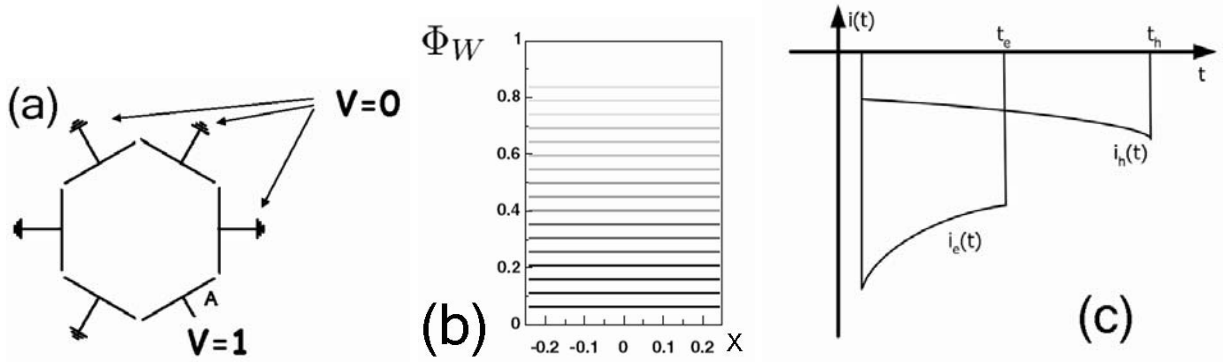 (a)
V=0
A
V=1
Φ_W
1
0.8
0.6
0.4
0.2
0
-0.2 -0.1 0 0.1 0.2 X
(b)
i(t)
t_e
t_h
t
i_h(t)
i_e(t)
(c)